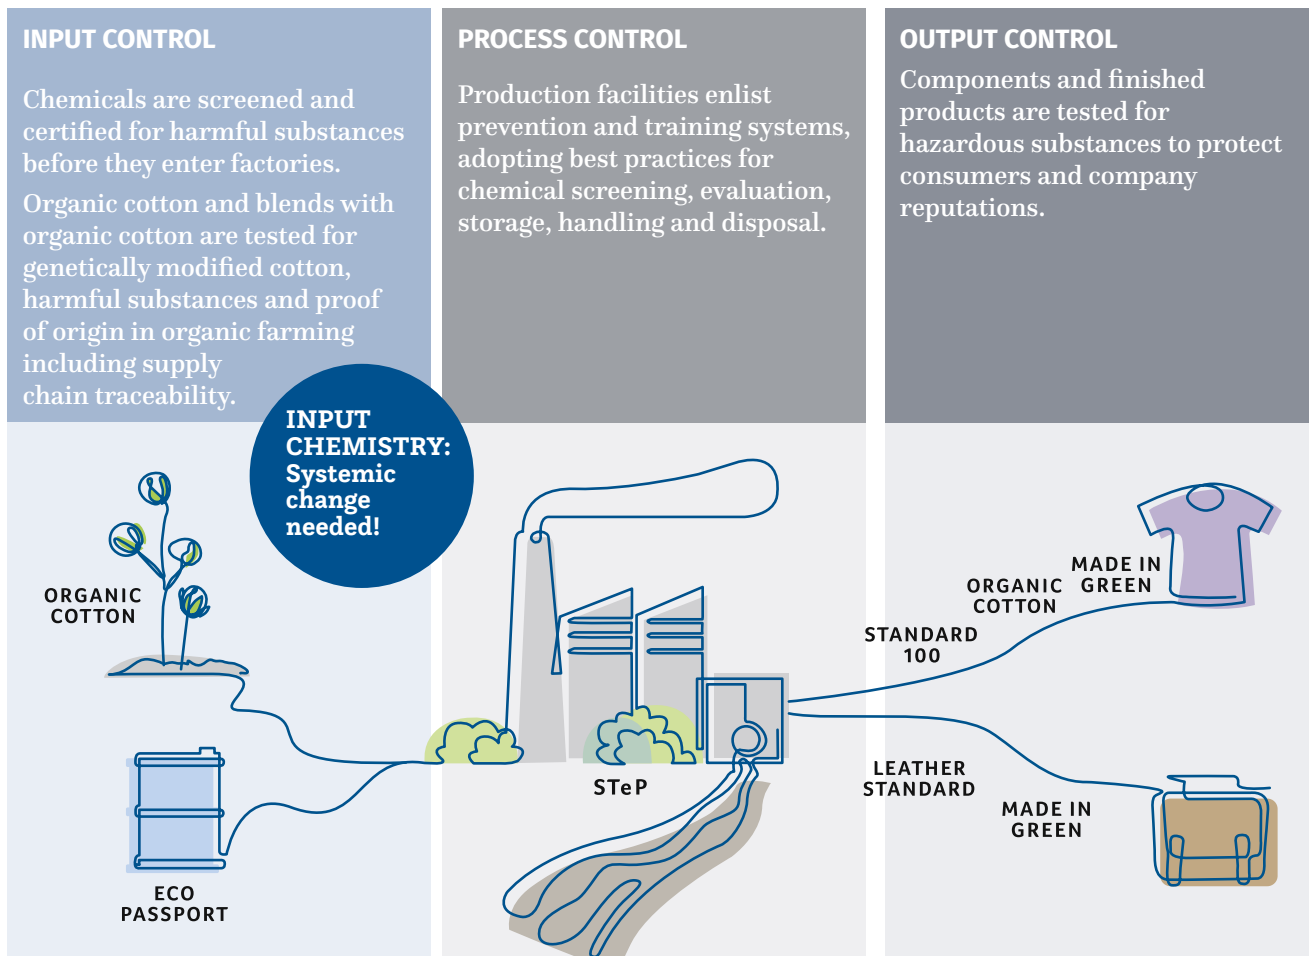 INPUT CONTROL
Chemicals are screened and
certified for harmful substances
before they enter factories.
Organic cotton and blends with
organic cotton are tested for
genetically modified cotton,
harmful substances and proof
of origin in organic farming
including supply
chain traceability.
PROCESS CONTROL
Production facilities enlist
prevention and training systems,
adopting best practices for
chemical screening, evaluation,
storage, handling and disposal.
OUTPUT CONTROL
Components and finished
products are tested for
hazardous substances to protect
consumers and company
reputations.
INPUT
CHEMISTRY:
Systemic
change
needed!
ORGANIC
COTTON
ECO
PASSPORT
STeP
STANDARD
100
ORGANIC
COTTON
MADE IN
GREEN
LEATHER
STANDARD
MADE IN
GREEN